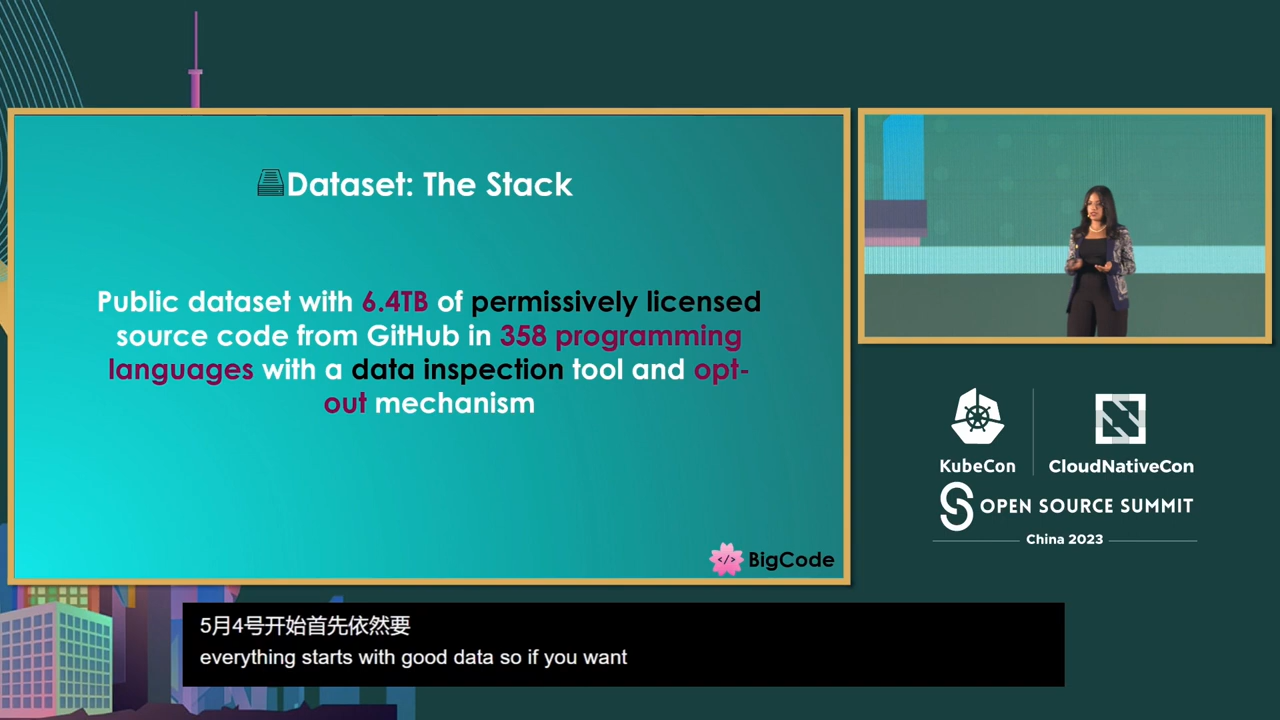 Dataset: The Stack
Public dataset with 6.4TB of permissively licensed
source code from GitHub in 358 programming
languages with a data inspection tool and opt-
out mechanism
</> BigCode
KubeCon
CloudNativeCon
OPEN SOURCE SUMMIT
China 2023
5月4号开始首先依然要
everything starts with good data so if you want